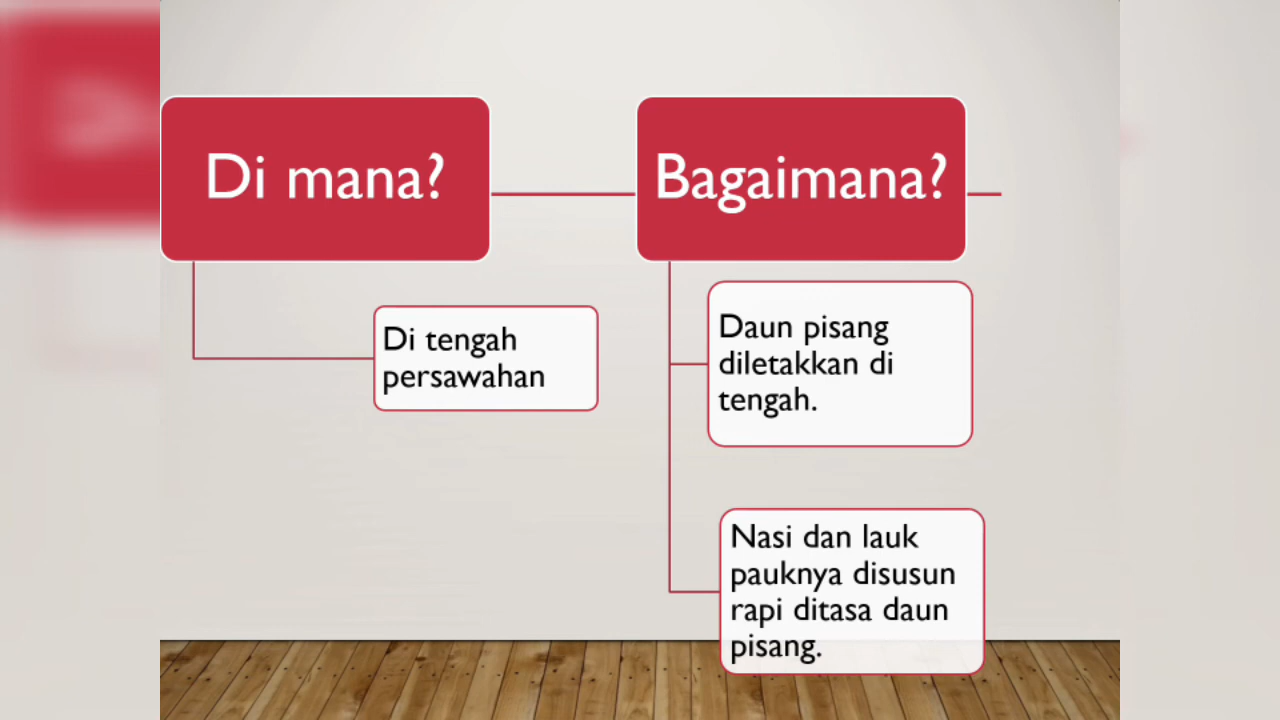 Di mana?
Bagaimana?
Di tengah
persawahan
Daun pisang
diletakkan di
tengah.
Nasi dan lauk
pauknya disusun
rapi ditasa daun
pisang.